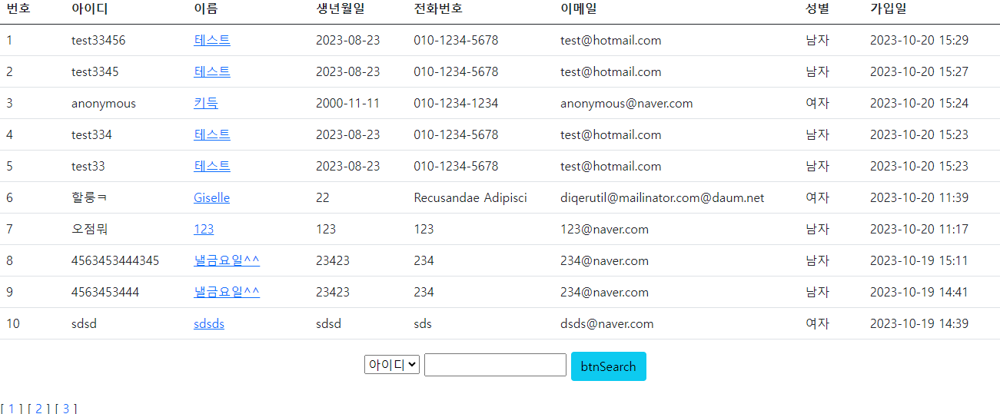 번호 아이디 이름 생년월일 전화번호 이메일 성별 가입일
1 test33456 테스트 2023-08-23 010-1234-5678 test@hotmail.com 남자 2023-10-20 15:29
2 test3345 테스트 2023-08-23 010-1234-5678 test@hotmail.com 남자 2023-10-20 15:27
3 anonymous 키득 2000-11-11 010-1234-1234 anonymous@naver.com 여자 2023-10-20 15:24
4 test334 테스트 2023-08-23 010-1234-5678 test@hotmail.com 남자 2023-10-20 15:23
5 test33 테스트 2023-08-23 010-1234-5678 test@hotmail.com 남자 2023-10-20 15:23
6 할룽ㅋ Giselle 22 Recusandae Adipisci diqerutil@mailinator.com@daum.net 여자 2023-10-20 11:39
7 오점뭐 123 123 123 123@naver.com 남자 2023-10-20 11:17
8 4563453444345 낼금요일^^ 23423 234 234@naver.com 남자 2023-10-19 15:11
9 4563453444 낼금요일^^ 23423 234 234@naver.com 남자 2023-10-19 14:41
10 sdsd sdsds sdsd sds dsds@naver.com 여자 2023-10-19 14:39
아이디 btnSearch
[ 1 ] [ 2 ] [ 3 ]